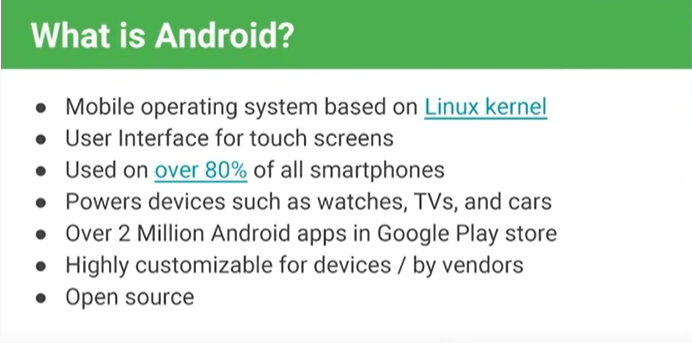 What is Android?
● Mobile operating system based on Linux kernel
● User Interface for touch screens
● Used on over 80% of all smartphones
● Powers devices such as watches, TVs, and cars
● Over 2 Million Android apps in Google Play store
● Highly customizable for devices / by vendors
● Open source